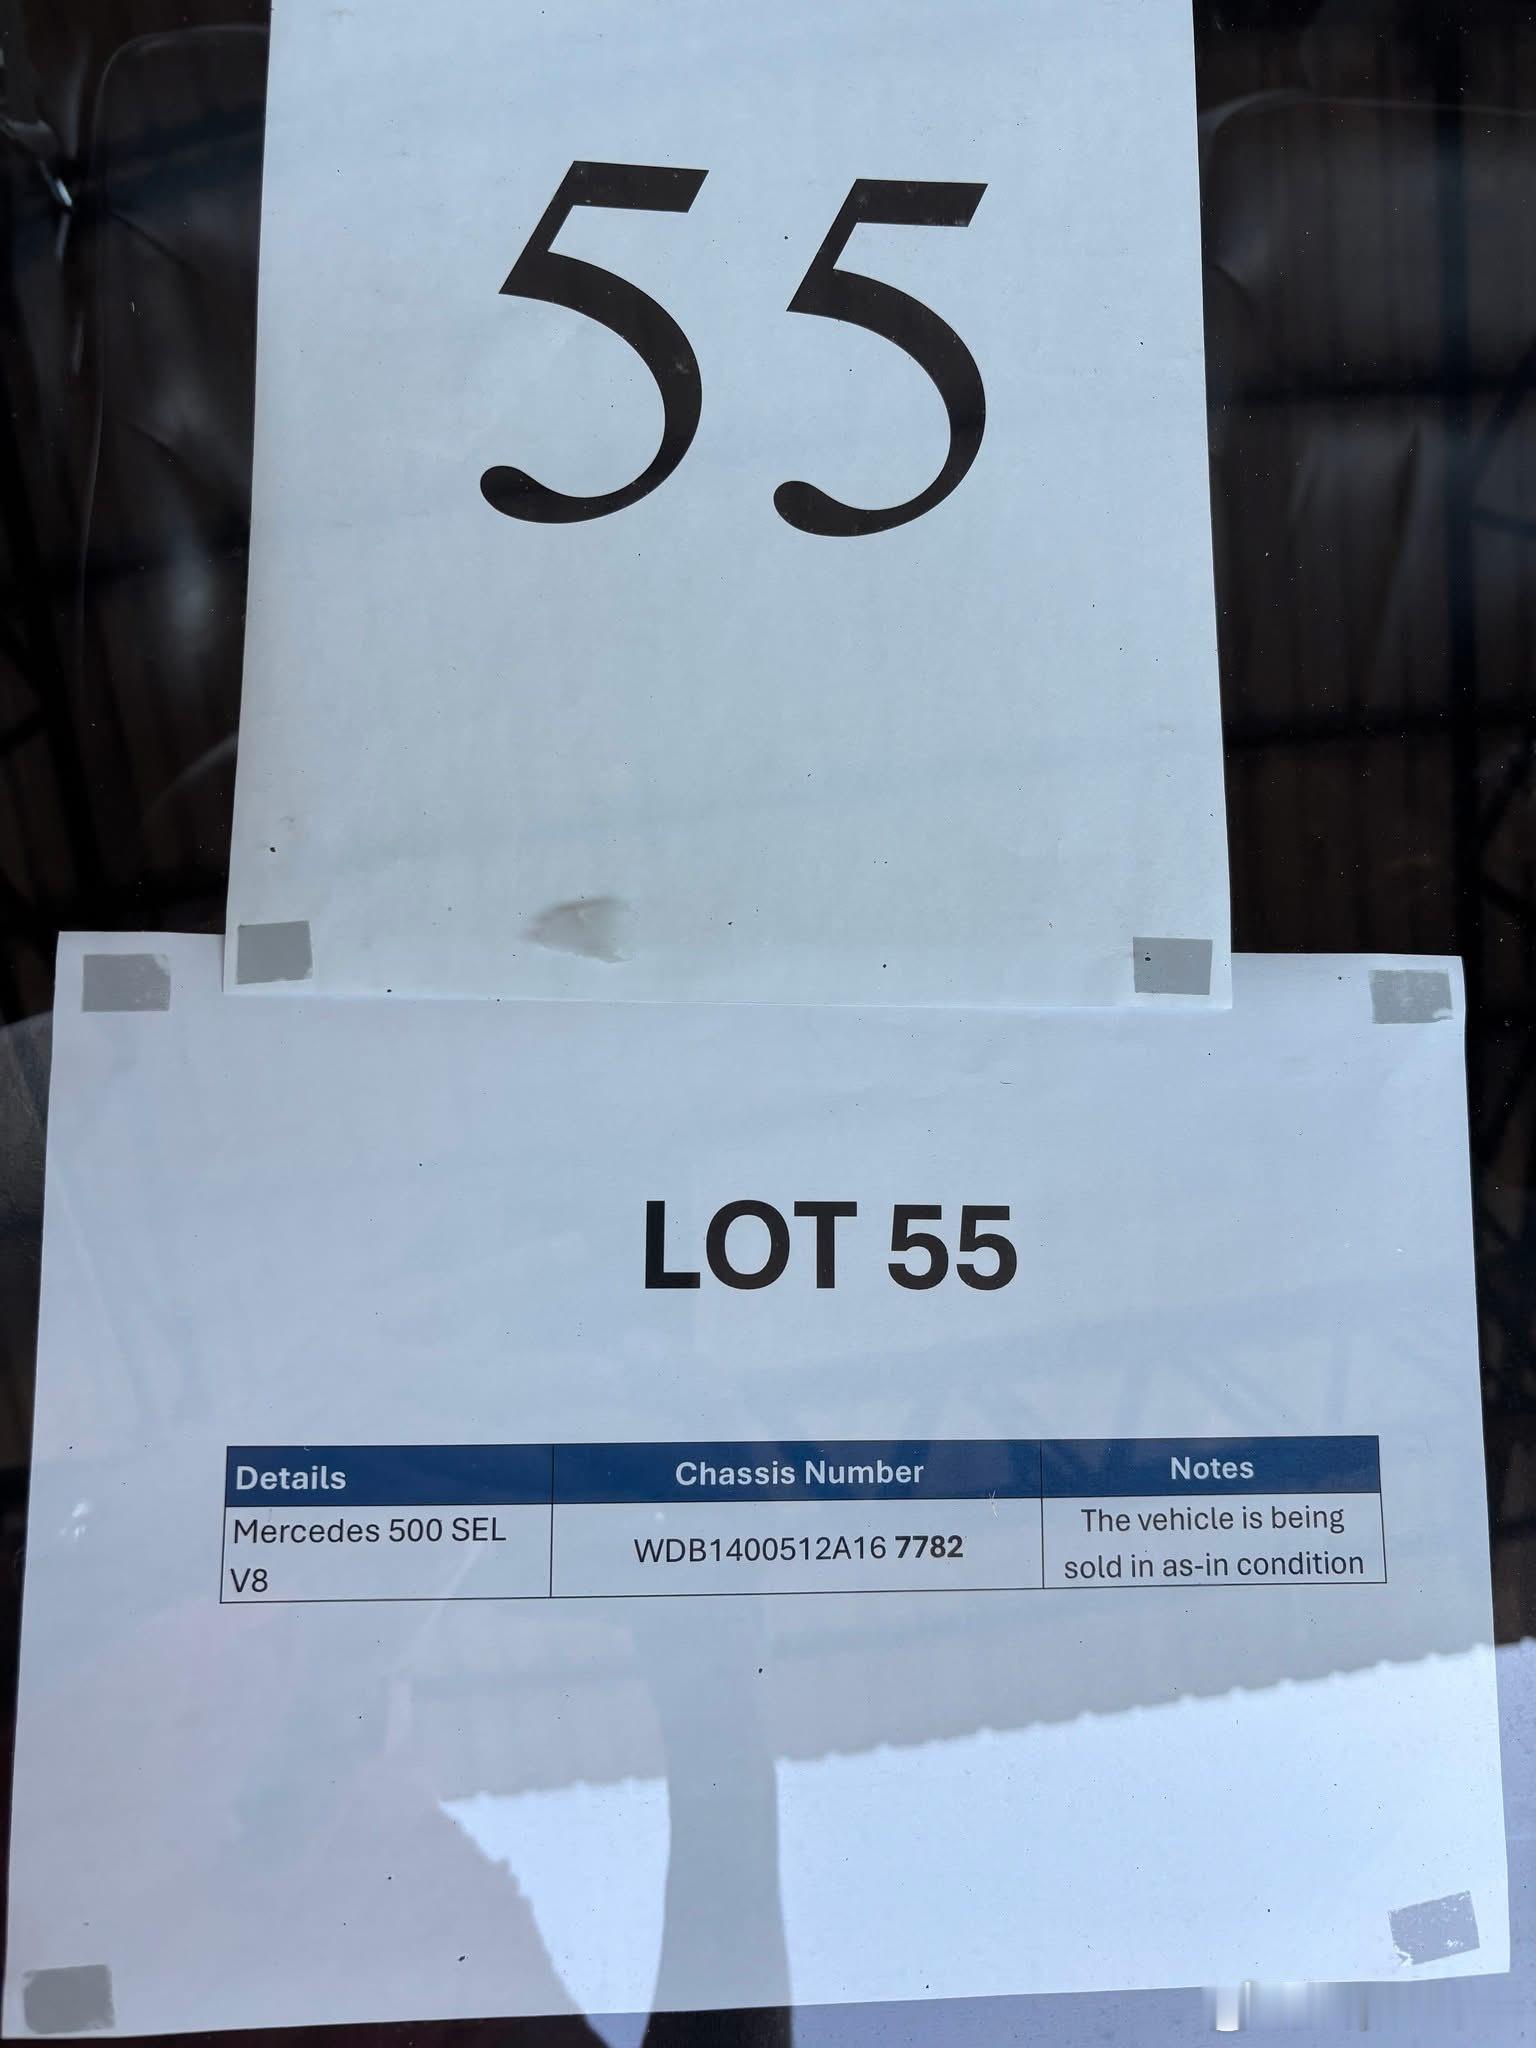 55
LOT 55
Details
Chassis Number
Notes
Mercedes 500 SEL
V8
WDB1400512A16 7782
The vehicle is being
sold in as-in condition